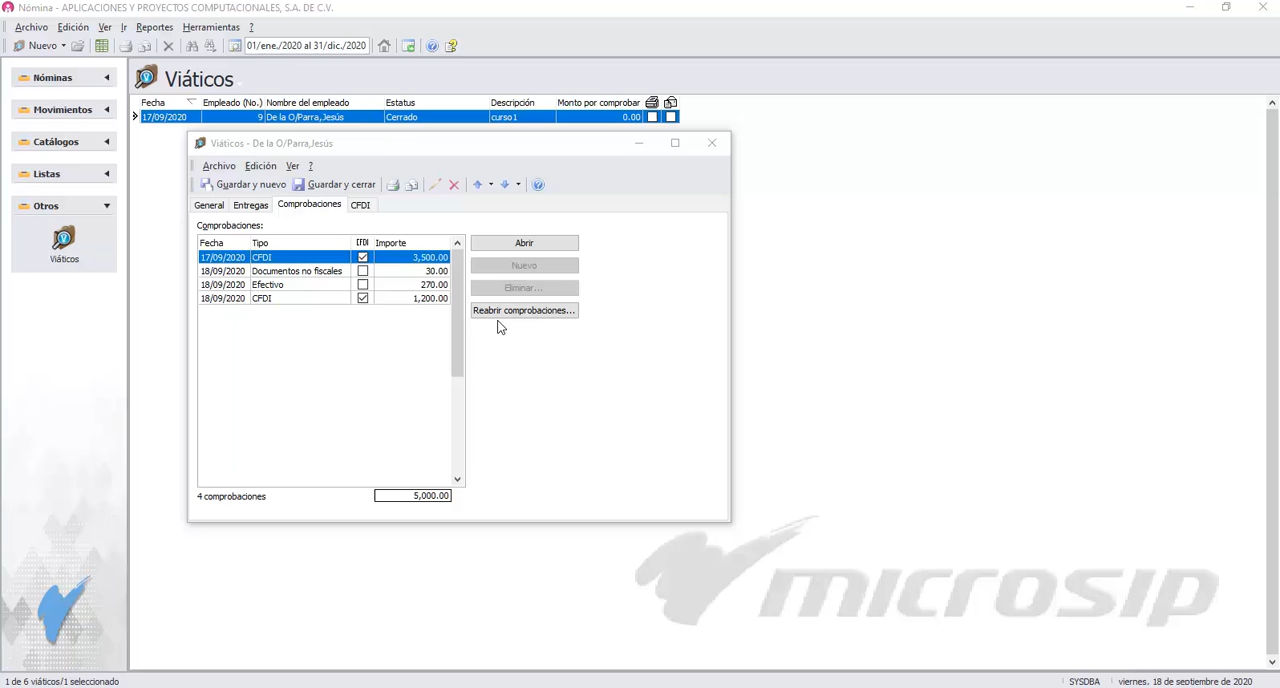 Nómina - APLICACIONES Y PROYECTOS COMPUTACIONALES, S.A. DE C.V.
Archivo Edición Ver Ir Reportes Herramientas ?
Nuevo 01/ene./2020 al 31/dic./2020
Nóminas
Movimientos
Catálogos
Listas
Otros
Viáticos
Viáticos
Fecha Empleado (No.) Nombre del empleado Estatus Descripción Monto por comprobar
17/09/2020 9 De la O/Parra,Jesús Cerrado curso1 0.00
Viáticos - De la O/Parra,Jesús
Archivo Edición Ver ?
Guardar y nuevo Guardar y cerrar
General Entregas Comprobaciones CFDI
Comprobaciones:
Fecha Tipo CFDI Importe
17/09/2020 CFDI 3,500.00
18/09/2020 Documentos no fiscales 30.00
18/09/2020 Efectivo 270.00
18/09/2020 CFDI 1,200.00
4 comprobaciones 5,000.00
Abrir
Nuevo
Eliminar...
Reabrir comprobaciones...
microsip
1 de 6 viáticos/1 seleccionado SYSDBA viernes, 18 de septiembre de 2020